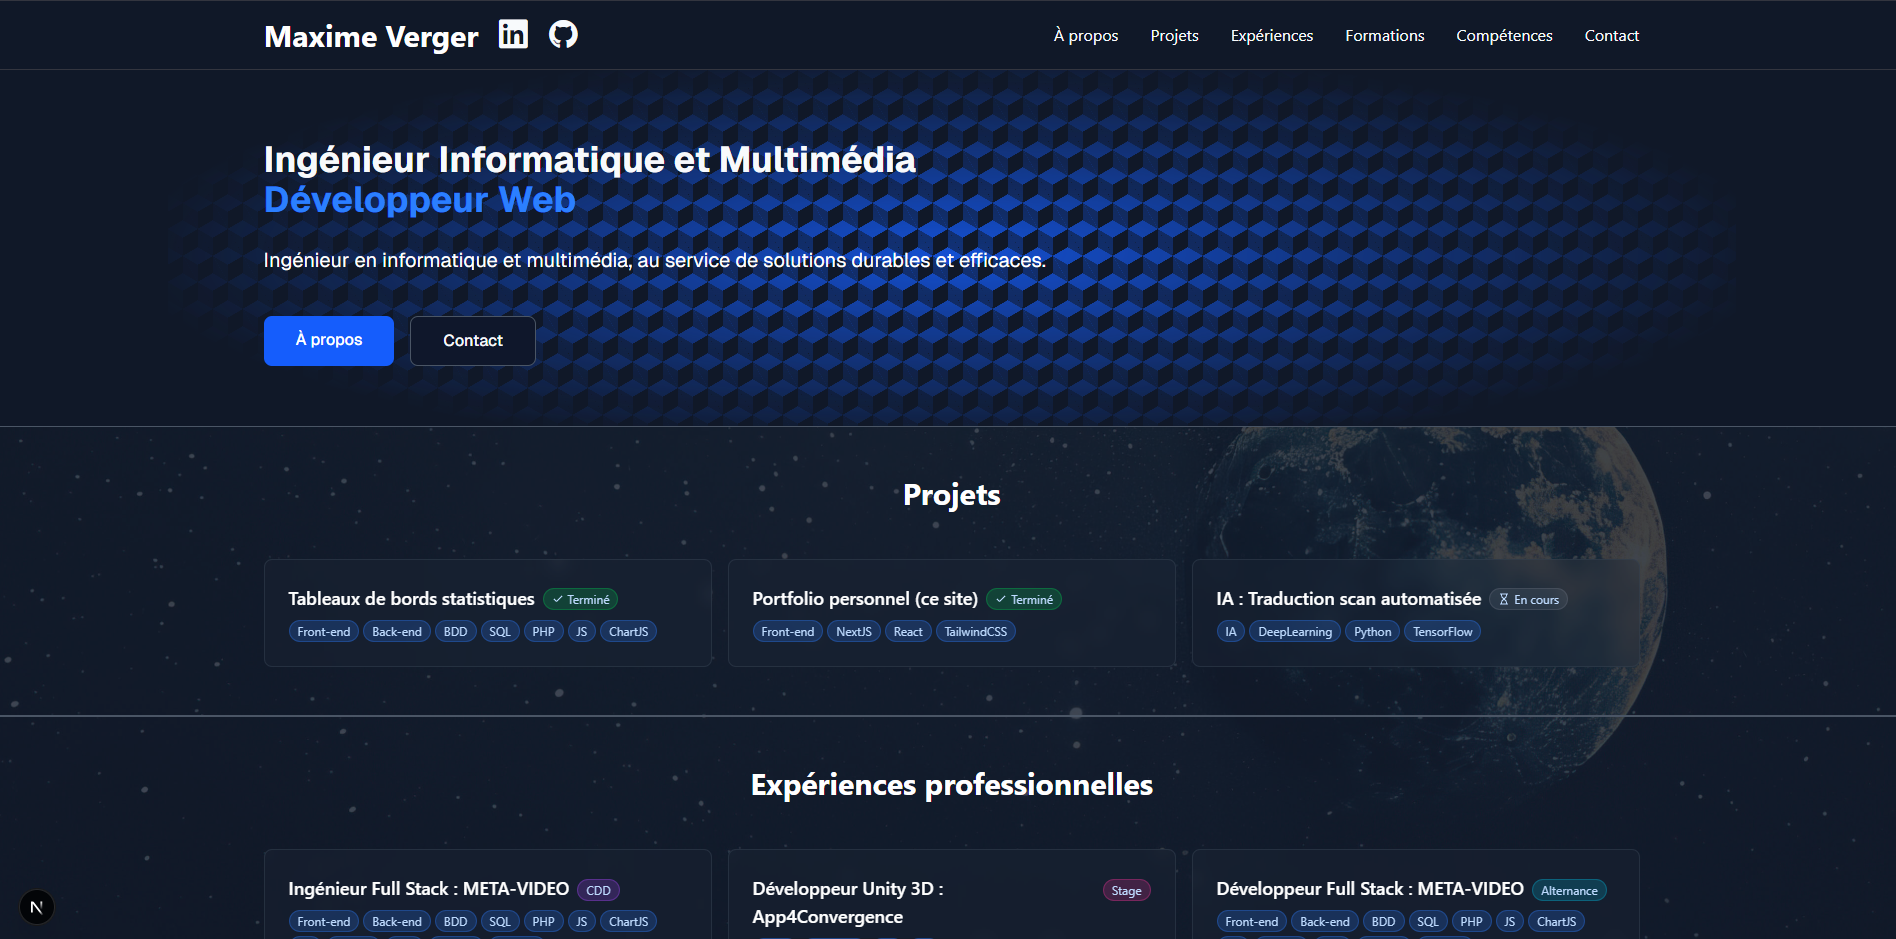 Maxime Verger
À propos Projets Expériences Formations Compétences Contact
Ingénieur Informatique et Multimédia
Développeur Web
Ingénieur en informatique et multimédia, au service de solutions durables et efficaces.
À propos Contact
Projets
Tableaux de bords statistiques Terminé
Front-end Back-end BDD SQL PHP JS ChartJS
Portfolio personnel (ce site) Terminé
Front-end NextJS React TailwindCSS
IA : Traduction scan automatisée En cours
IA DeepLearning Python TensorFlow
Expériences professionnelles
Ingénieur Full Stack : META-VIDEO CDD
Front-end Back-end BDD SQL PHP JS ChartJS
Développeur Unity 3D : Stage
App4Convergence
Développeur Full Stack : META-VIDEO Alternance
Front-end Back-end BDD SQL PHP JS ChartJS
N